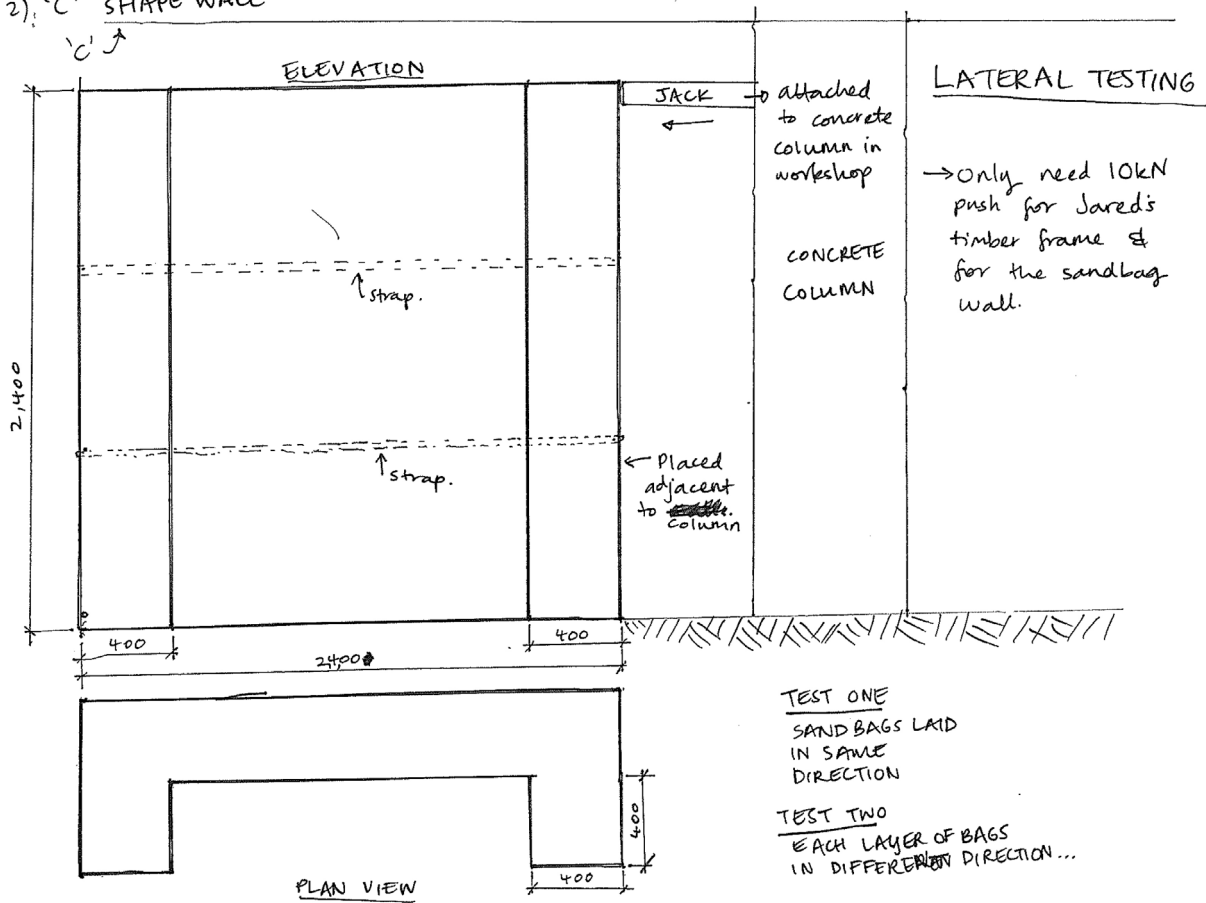 2). 'C' SHAPE WALL
'C'
ELEVATION
LATERAL TESTING
JACK
attached
to concrete
column in
workshop
→ Only need 10kN
push for Jared's
timber frame &
for the sandbag
wall.
CONCRETE
COLUMN
strap.
strap.
2,400
← Placed
adjacent
to
column
400
400
2400
TEST ONE
SANDBAGS LAID
IN SAME
DIRECTION
TEST TWO
EACH LAYER OF BAGS
IN DIFFERENT DIRECTION...
400
400
PLAN VIEW